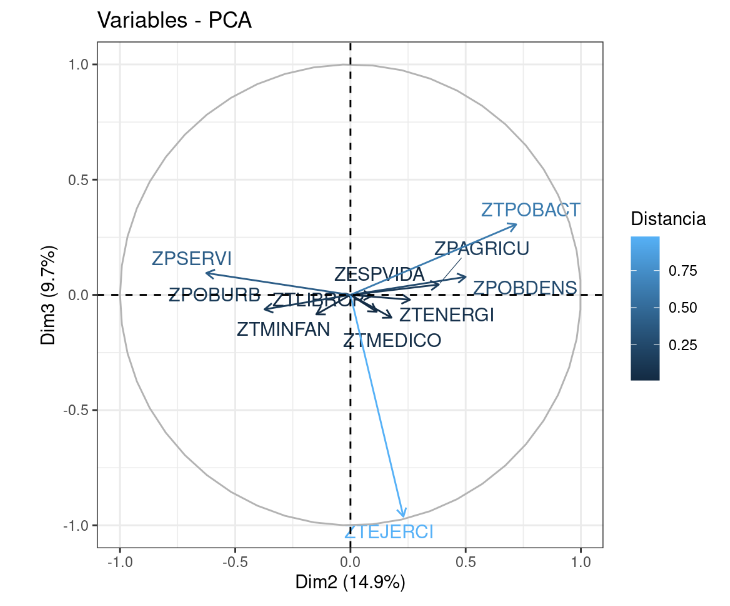 Variables - PCA
1.0
0.5
0.0
-0.5
-1.0
Dim3 (9.7%)
ZTPOBACT
ZPAGRICU
ZPSERVI
ZESPVIDA
ZPOBDENS
ZPOBURB
ZTLIBROP
ZTENERGI
ZTMINFAN
ZTMEDICO
ZTEJERCI
-1.0
-0.5
0.0
0.5
1.0
Dim2 (14.9%)
Distancia
0.75
0.50
0.25